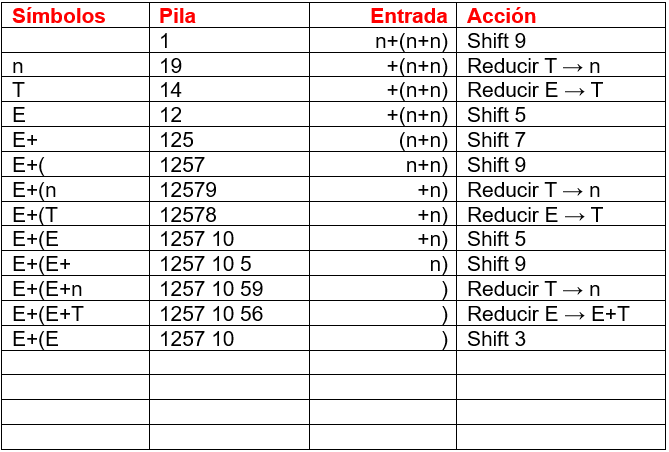 Símbolos Pila Entrada Acción
1 n+(n+n) Shift 9
n 19 +(n+n) Reducir T → n
T 14 +(n+n) Reducir E → T
E 12 +(n+n) Shift 5
E+ 125 (n+n) Shift 7
E+( 1257 n+n) Shift 9
E+(n 12579 +n) Reducir T → n
E+(T 12578 +n) Reducir E → T
E+(E 1257 10 +n) Shift 5
E+(E+ 1257 10 5 n) Shift 9
E+(E+n 1257 10 59 ) Reducir T → n
E+(E+T 1257 10 56 ) Reducir E → E+T
E+(E 1257 10 ) Shift 3